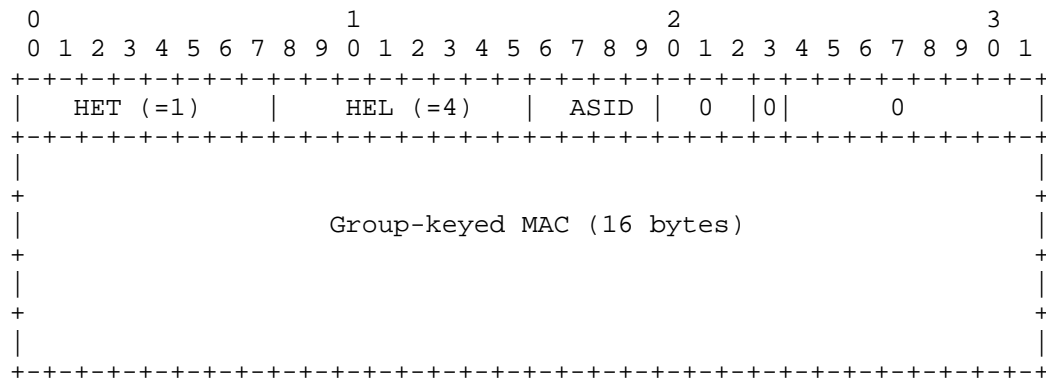 0                   1                   2                   3
 0 1 2 3 4 5 6 7 8 9 0 1 2 3 4 5 6 7 8 9 0 1 2 3 4 5 6 7 8 9 0 1
+-+-+-+-+-+-+-+-+-+-+-+-+-+-+-+-+-+-+-+-+-+-+-+-+-+-+-+-+-+-+-+-+
|   HET (=1)    |    HEL (=4)   |  ASID |  0  |0|      0        |
+-+-+-+-+-+-+-+-+-+-+-+-+-+-+-+-+-+-+-+-+-+-+-+-+-+-+-+-+-+-+-+-+
|                                                               |
+                                                               +
|                   Group-keyed MAC (16 bytes)                  |
+                                                               +
|                                                               |
+                                                               +
|                                                               |
+-+-+-+-+-+-+-+-+-+-+-+-+-+-+-+-+-+-+-+-+-+-+-+-+-+-+-+-+-+-+-+-+